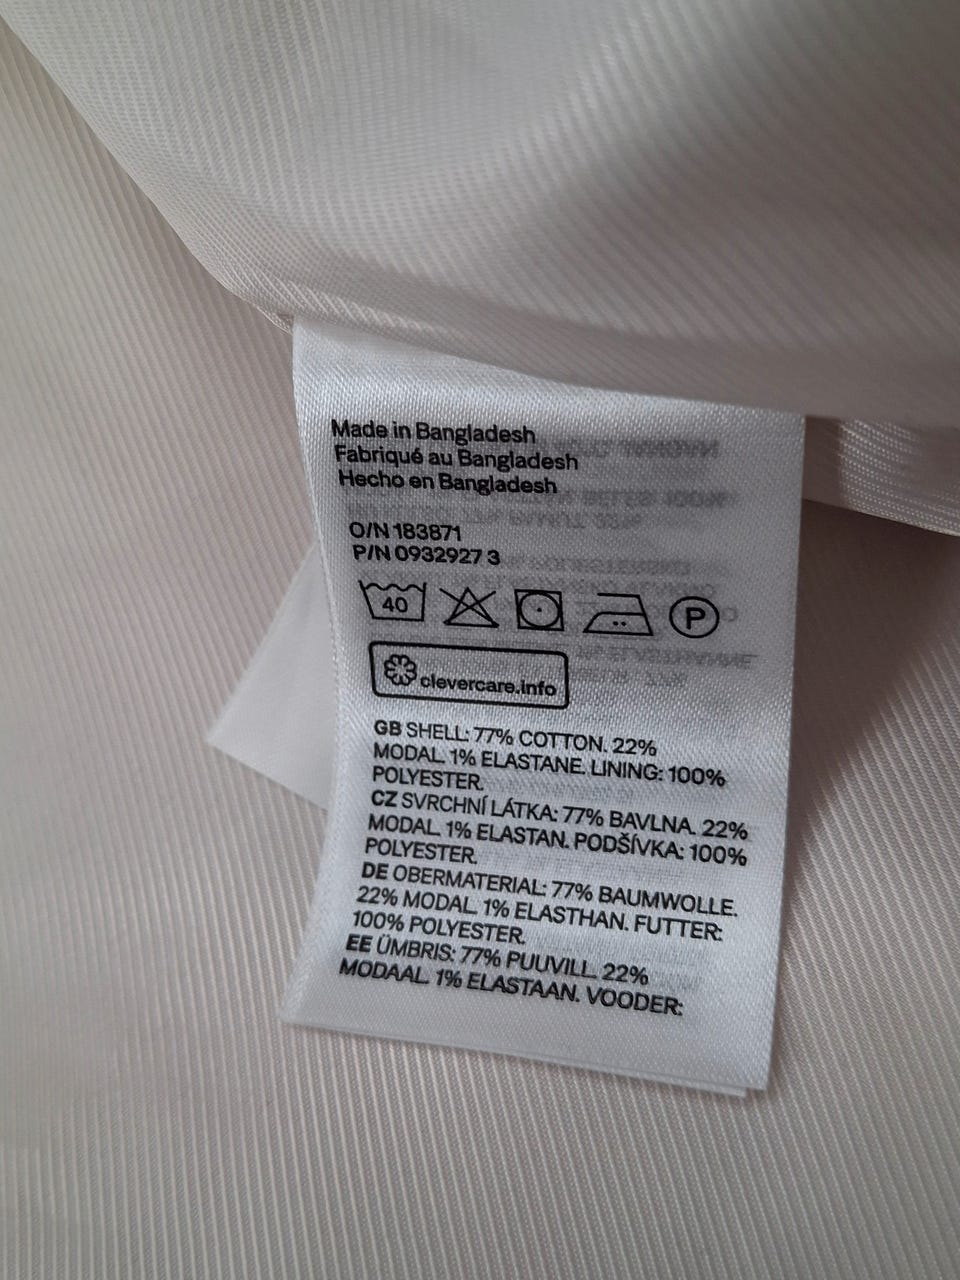 Made in Bangladesh
Fabriqué au Bangladesh
Hecho en Bangladesh
O/N 183871
P/N 0932927 3
40 P
clevercare.info
GB SHELL: 77% COTTON. 22%
MODAL. 1% ELASTANE. LINING: 100%
POLYESTER.
CZ SVRCHNÍ LÁTKA: 77% BAVLNA. 22%
MODAL. 1% ELASTAN. PODŠÍVKA: 100%
POLYESTER.
DE OBERMATERIAL: 77% BAUMWOLLE.
22% MODAL. 1% ELASTHAN. FUTTER:
100% POLYESTER.
EE ÜMBRIS: 77% PUUVILL. 22%
MODAAL. 1% ELASTAAN. VOODER: